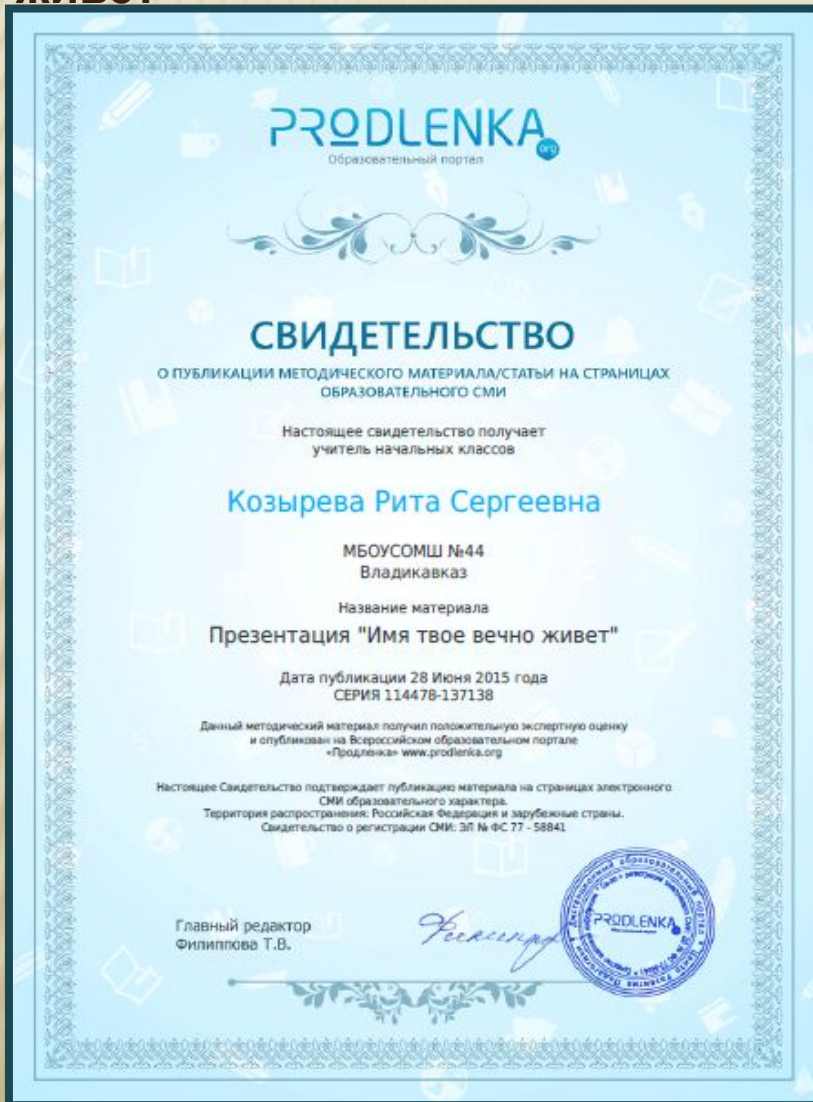 PRODLENKA.org
Образовательный портал
СВИДЕТЕЛЬСТВО
О ПУБЛИКАЦИИ МЕТОДИЧЕСКОГО МАТЕРИАЛА/СТАТЬИ НА СТРАНИЦАХ
ОБРАЗОВАТЕЛЬНОГО СМИ
Настоящее свидетельство получает
учитель начальных классов
Козырева Рита Сергеевна
МБОУСОМШ №44
Владикавказ
Название материала
Презентация "Имя твое вечно живет"
Дата публикации 28 Июня 2015 года
СЕРИЯ 114478-137138
Данный методический материал получил положительную экспертную оценку
и опубликован на Всероссийском образовательном портале
«Продленка» www.prodlenka.org
Настоящее Свидетельство подтверждает публикацию материала на страницах электронного
СМИ образовательного характера.
Территория распространения: Российская Федерация и зарубежные страны.
Свидетельство о регистрации СМИ: ЭЛ № ФС 77 - 58841
Главный редактор
Филиппова Т.В.
PRODLENKA